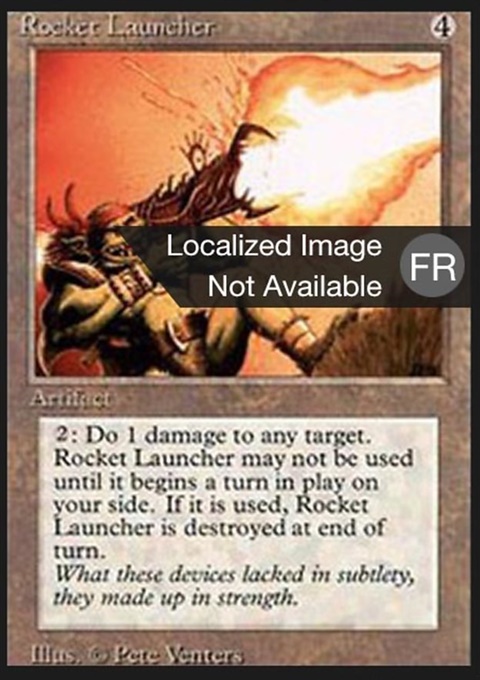 Rocket Launcher 4
Localized Image
Not Available
FR
Artifact
2: Do 1 damage to any target.
Rocket Launcher may not be used
until it begins a turn in play on
your side. If it is used, Rocket
Launcher is destroyed at end of
turn.
What these devices lacked in subtlety,
they made up in strength.
Illus. © Pete Venters